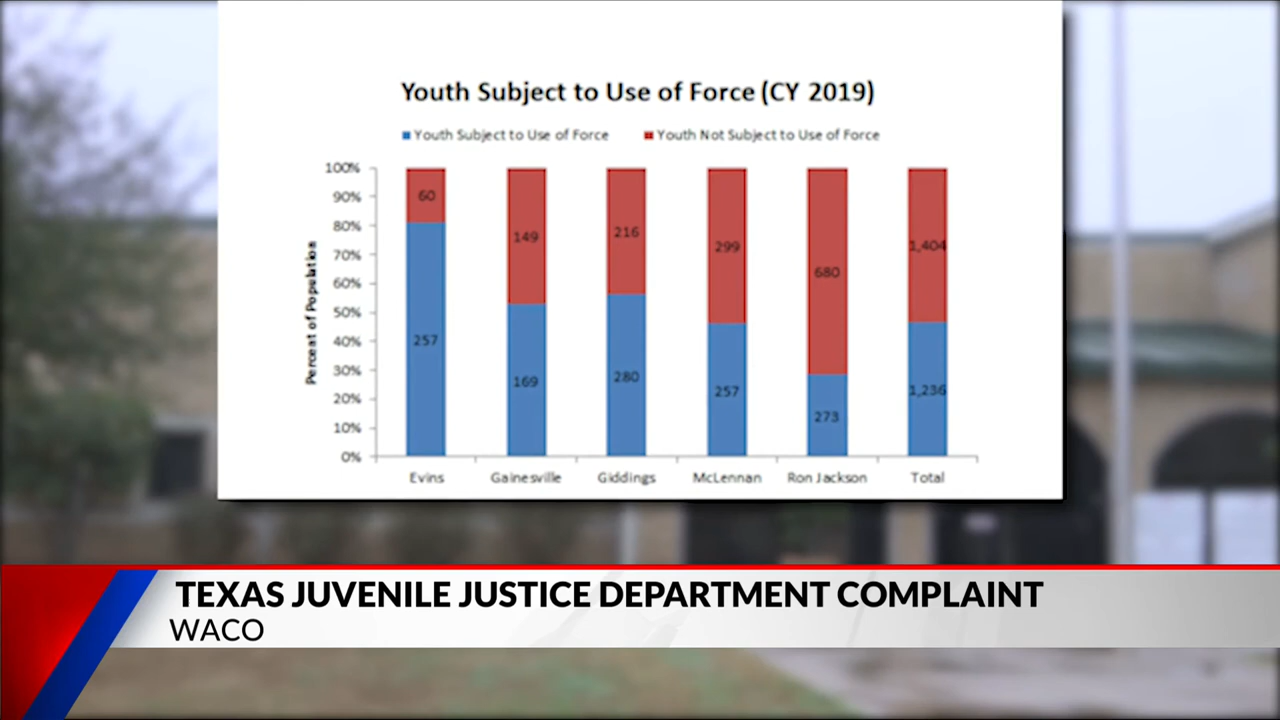 Youth Subject to Use of Force (CY 2019)
Youth Subject to Use of Force Youth Not Subject to Use of Force
Percent of Population
100%
90%
80%
70%
60%
50%
40%
30%
20%
10%
0%
60 149 216 299 680 1,404
257 169 280 257 273 1,236
Evins Gainesville Giddings McLennan Ron Jackson Total
TEXAS JUVENILE JUSTICE DEPARTMENT COMPLAINT
WACO